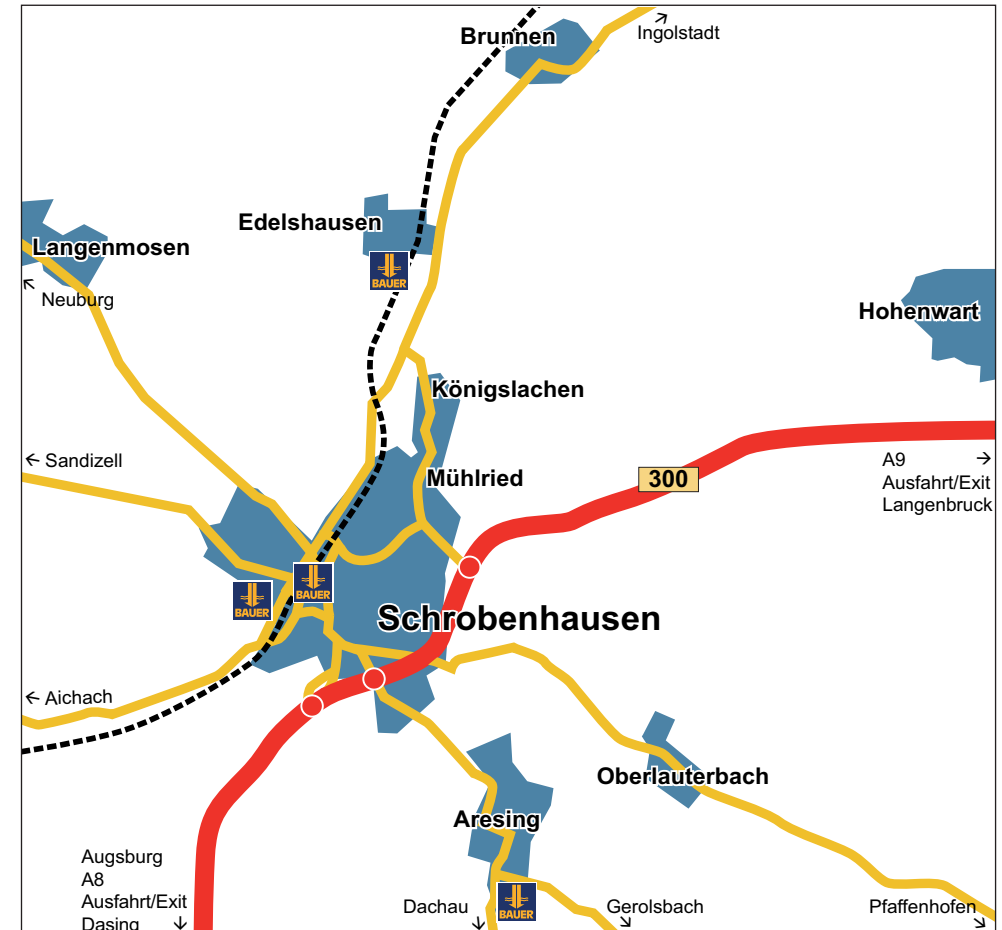 Brunnen
Ingolstadt
Edelshausen
Langenmosen
BAUER
Neuburg
Hohenwart
Königslachen
Sandizell
A9
Ausfahrt/Exit
Langenbruck
Mühlried
300
BAUER
BAUER
Schrobenhausen
Aichach
Oberlauterbach
Aresing
Augsburg
A8
Ausfahrt/Exit
Dasing
Dachau
BAUER
Gerolsbach
Pfaffenhofen